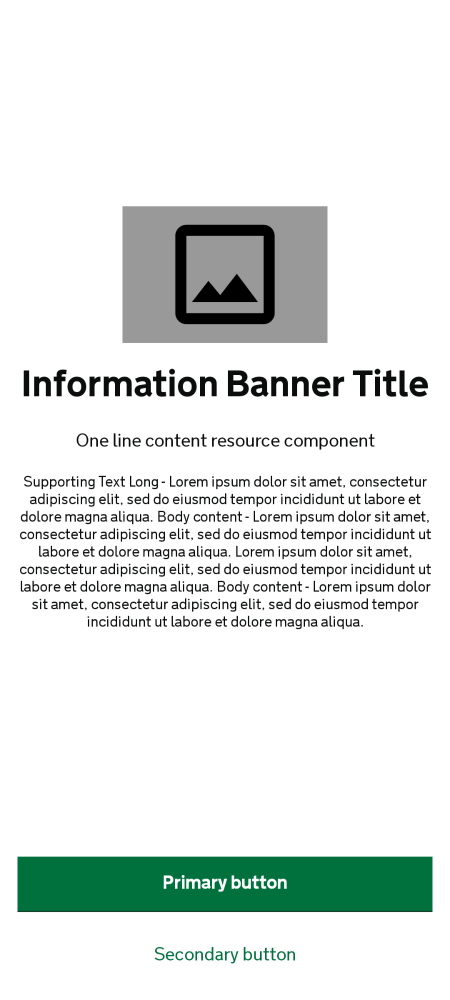 Information Banner Title
One line content resource component
Supporting Text Long - Lorem ipsum dolor sit amet, consectetur
adipiscing elit, sed do eiusmod tempor incididunt ut labore et
dolore magna aliqua. Body content - Lorem ipsum dolor sit amet,
consectetur adipiscing elit, sed do eiusmod tempor incididunt ut
labore et dolore magna aliqua. Lorem ipsum dolor sit amet,
consectetur adipiscing elit, sed do eiusmod tempor incididunt ut
labore et dolore magna aliqua. Body content - Lorem ipsum dolor
sit amet, consectetur adipiscing elit, sed do eiusmod tempor
incididunt ut labore et dolore magna aliqua.
Primary button
Secondary button